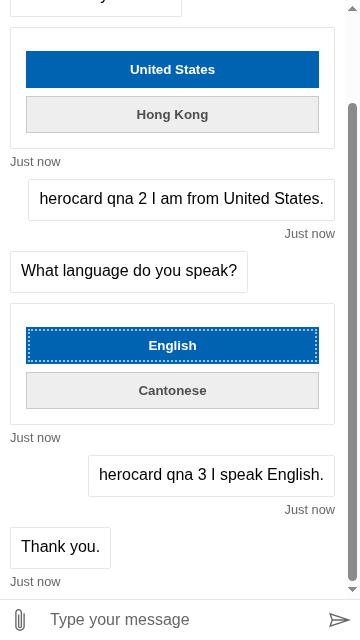 United States
Hong Kong
Just now
herocard qna 2 I am from United States.
Just now
What language do you speak?
English
Cantonese
Just now
herocard qna 3 I speak English.
Just now
Thank you.
Just now
Type your message